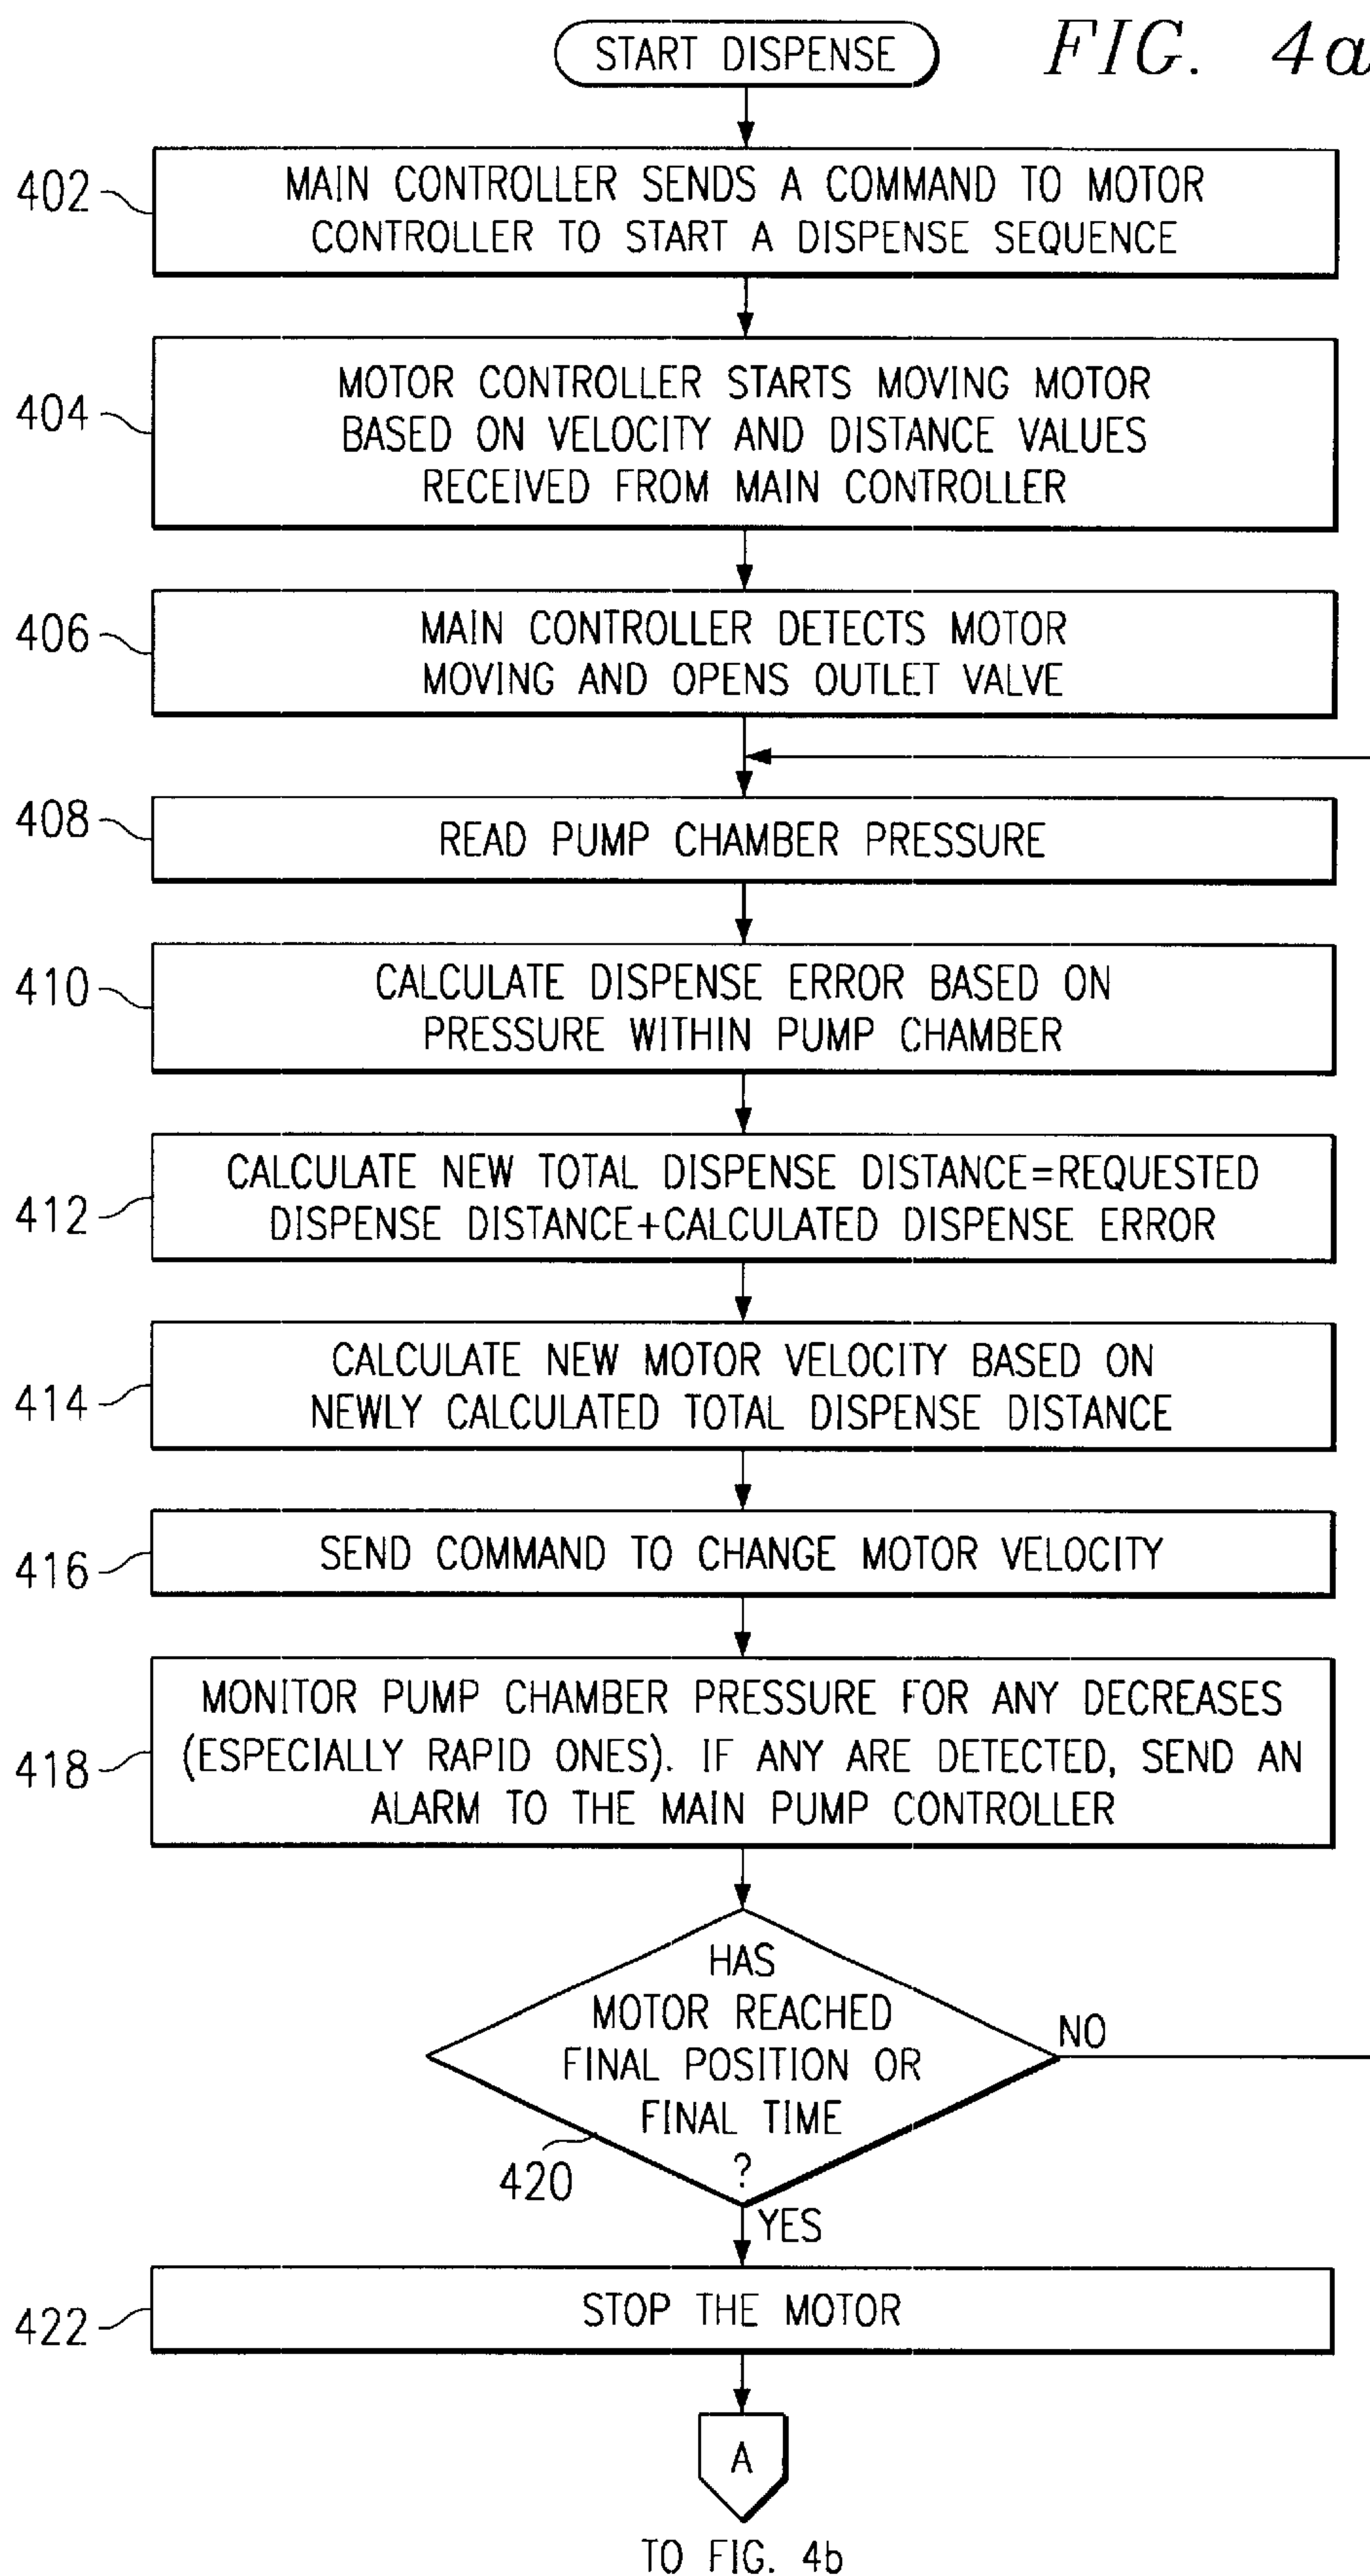 START DISPENSE
FIG. 4a
402
MAIN CONTROLLER SENDS A COMMAND TO MOTOR
CONTROLLER TO START A DISPENSE SEQUENCE
404
MOTOR CONTROLLER STARTS MOVING MOTOR
BASED ON VELOCITY AND DISTANCE VALUES
RECEIVED FROM MAIN CONTROLLER
406
MAIN CONTROLLER DETECTS MOTOR
MOVING AND OPENS OUTLET VALVE
408
READ PUMP CHAMBER PRESSURE
410
CALCULATE DISPENSE ERROR BASED ON
PRESSURE WITHIN PUMP CHAMBER
412
CALCULATE NEW TOTAL DISPENSE DISTANCE=REQUESTED
DISPENSE DISTANCE+CALCULATED DISPENSE ERROR
414
CALCULATE NEW MOTOR VELOCITY BASED ON
NEWLY CALCULATED TOTAL DISPENSE DISTANCE
416
SEND COMMAND TO CHANGE MOTOR VELOCITY
418
MONITOR PUMP CHAMBER PRESSURE FOR ANY DECREASES
(ESPECIALLY RAPID ONES). IF ANY ARE DETECTED, SEND AN
ALARM TO THE MAIN PUMP CONTROLLER
HAS
MOTOR REACHED
FINAL POSITION OR
FINAL TIME
?
NO
420
YES
422
STOP THE MOTOR
A
TO FIG. 4b